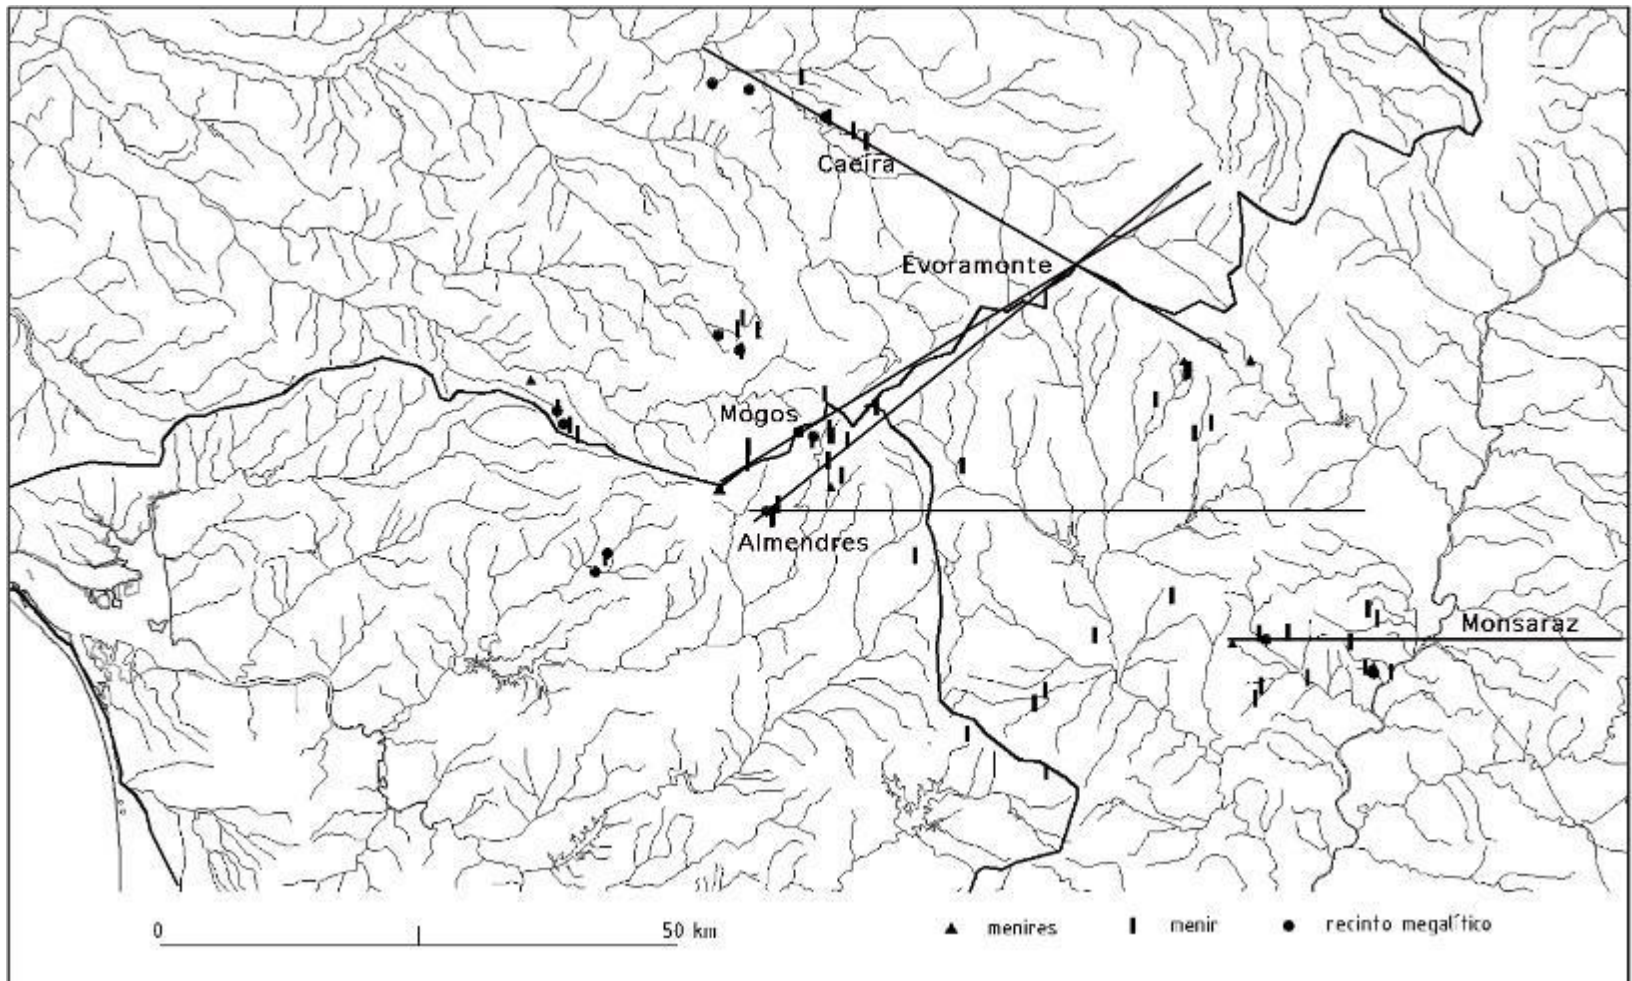 Caeira
Évoramonte
Mogos
Almendres
Monsaraz
0 50 km
menires menir recinto megalítico